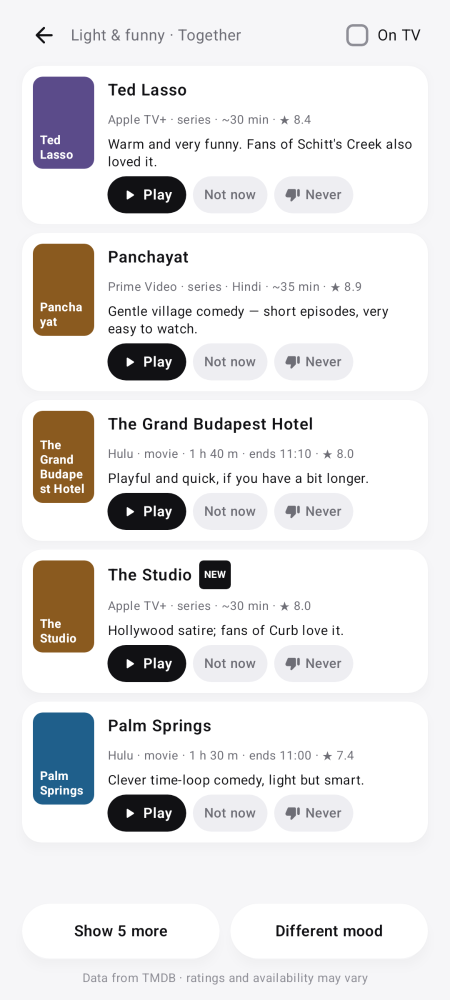 Light & funny · Together
On TV
Ted
Lasso
Ted Lasso
Apple TV+ · series · ~30 min · ★ 8.4
Warm and very funny. Fans of Schitt's Creek also
loved it.
Play
Not now
Never
Pancha
yat
Panchayat
Prime Video · series · Hindi · ~35 min · ★ 8.9
Gentle village comedy — short episodes, very
easy to watch.
Play
Not now
Never
The
Grand
Budape
st Hotel
The Grand Budapest Hotel
Hulu · movie · 1 h 40 m · ends 11:10 · ★ 8.0
Playful and quick, if you have a bit longer.
Play
Not now
Never
The
Studio
The Studio NEW
Apple TV+ · series · ~30 min · ★ 8.0
Hollywood satire; fans of Curb love it.
Play
Not now
Never
Palm
Springs
Palm Springs
Hulu · movie · 1 h 30 m · ends 11:00 · ★ 7.4
Clever time-loop comedy, light but smart.
Play
Not now
Never
Show 5 more
Different mood
Data from TMDB · ratings and availability may vary